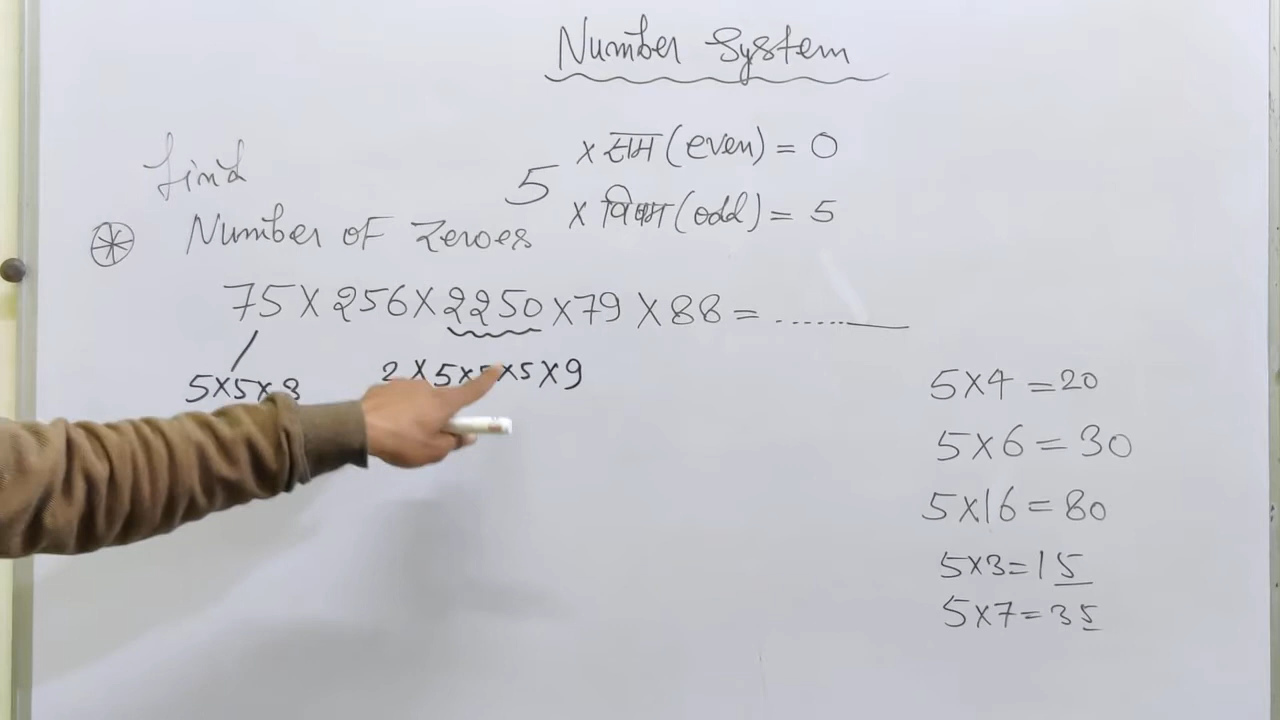 Number System
find
5 × सम (even) = 0
× विषम (odd) = 5
Number of Zeroes
75 × 256 × 2250 × 79 × 88 = ......
5×5×3 2×5×5×5×9
5×4 = 20
5×6 = 30
5×16 = 80
5×3 = 15
5×7 = 35